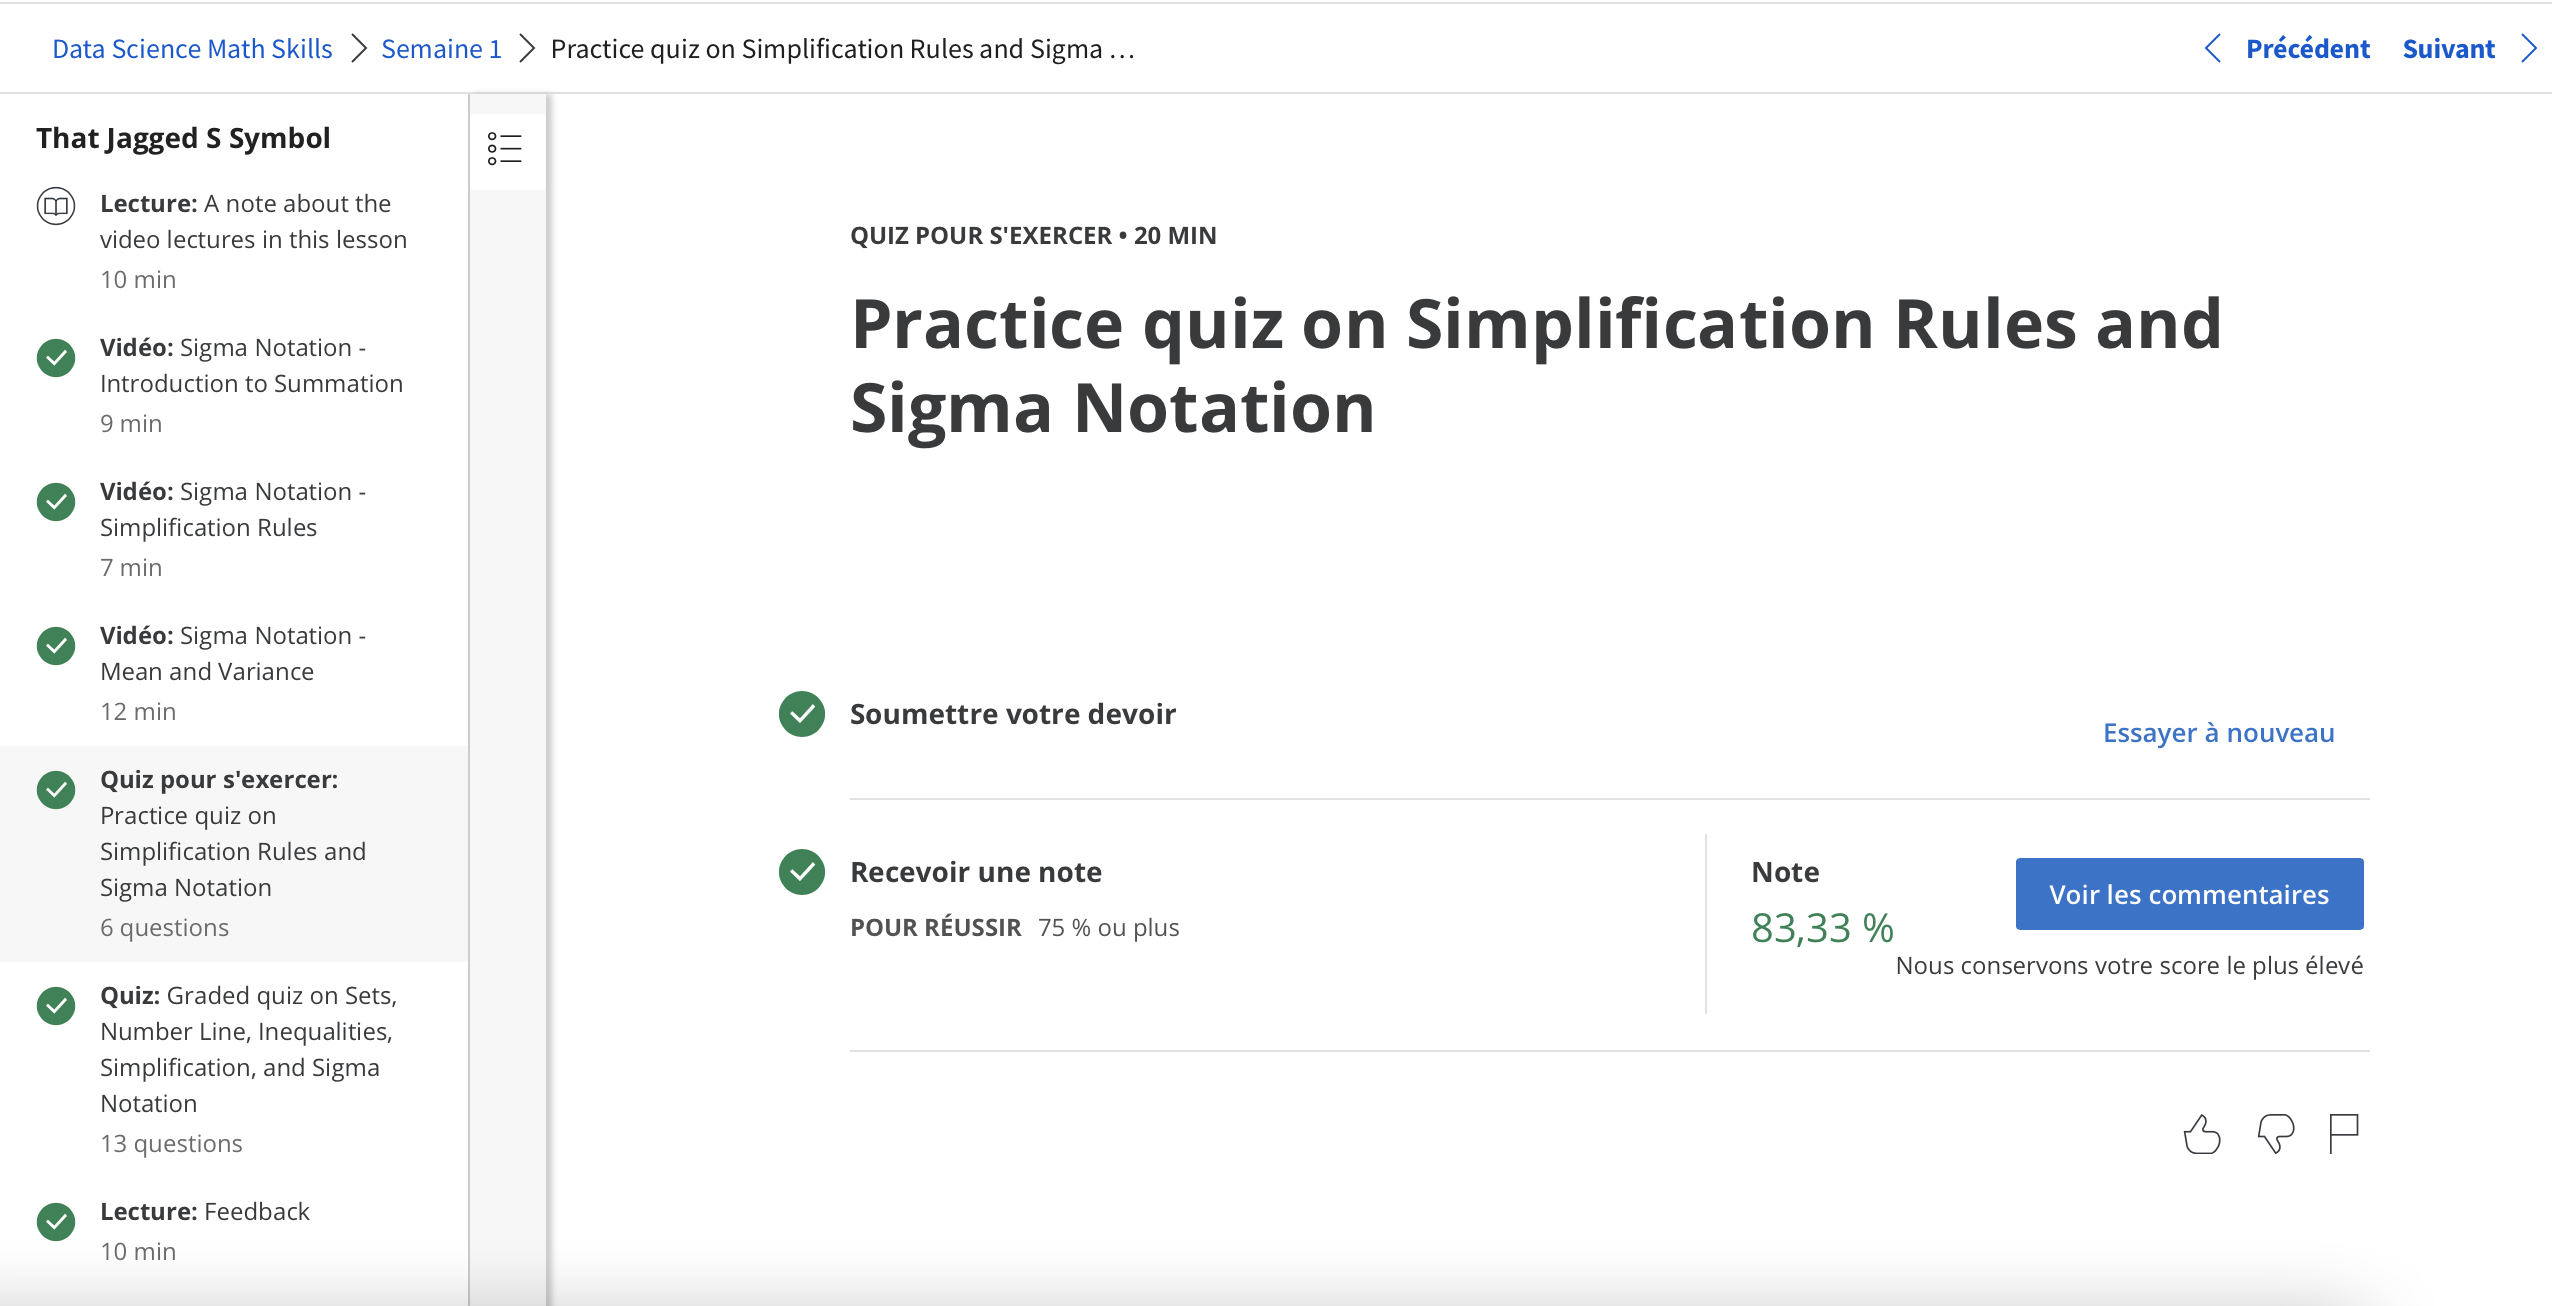 Data Science Math Skills > Semaine 1 > Practice quiz on Simplification Rules and Sigma …
Précédent Suivant
That Jagged S Symbol
Lecture: A note about the
video lectures in this lesson
10 min
Vidéo: Sigma Notation -
Introduction to Summation
9 min
Vidéo: Sigma Notation -
Simplification Rules
7 min
Vidéo: Sigma Notation -
Mean and Variance
12 min
Quiz pour s'exercer:
Practice quiz on
Simplification Rules and
Sigma Notation
6 questions
Quiz: Graded quiz on Sets,
Number Line, Inequalities,
Simplification, and Sigma
Notation
13 questions
Lecture: Feedback
10 min
QUIZ POUR S'EXERCER • 20 MIN
Practice quiz on Simplification Rules and
Sigma Notation
Soumettre votre devoir
Essayer à nouveau
Recevoir une note
POUR RÉUSSIR 75 % ou plus
Note
83,33 %
Voir les commentaires
Nous conservons votre score le plus élevé